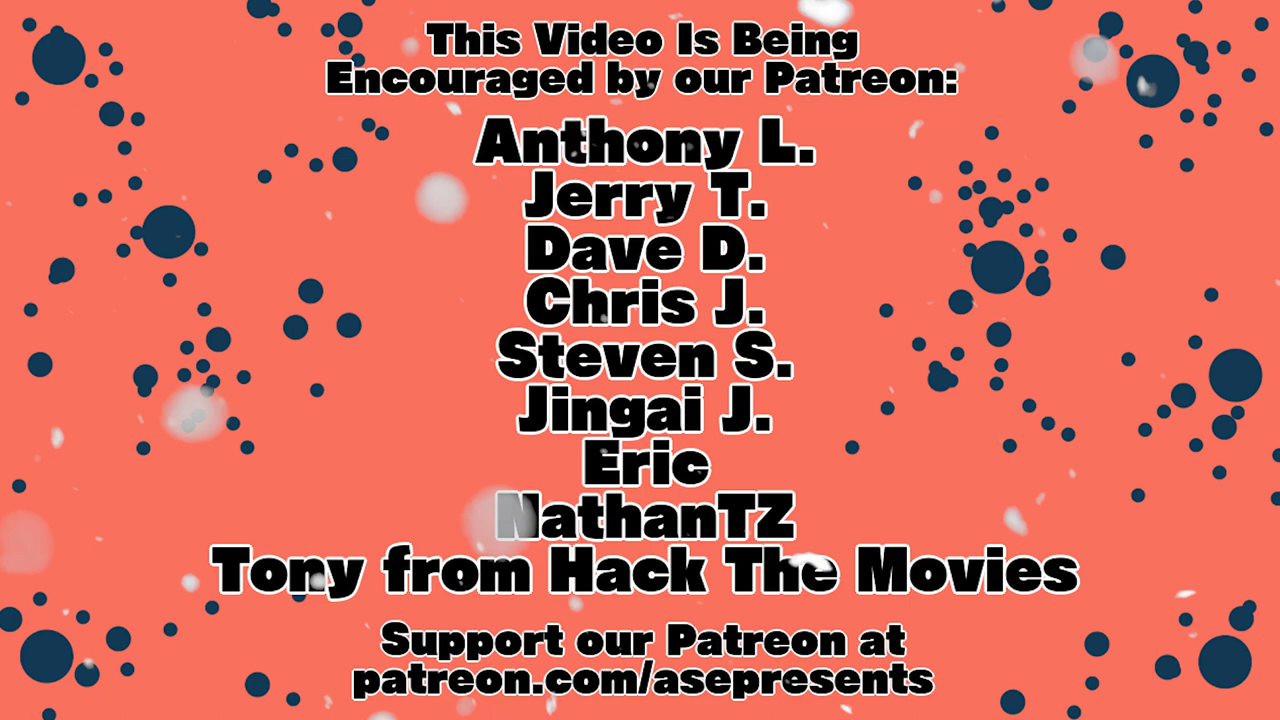 This Video Is Being
Encouraged by our Patreon:
Anthony L.
Jerry T.
Dave D.
Chris J.
Steven S.
Jingai J.
Eric
NathanTZ
Tony from Hack The Movies
Support our Patreon at
patreon.com/asepresents